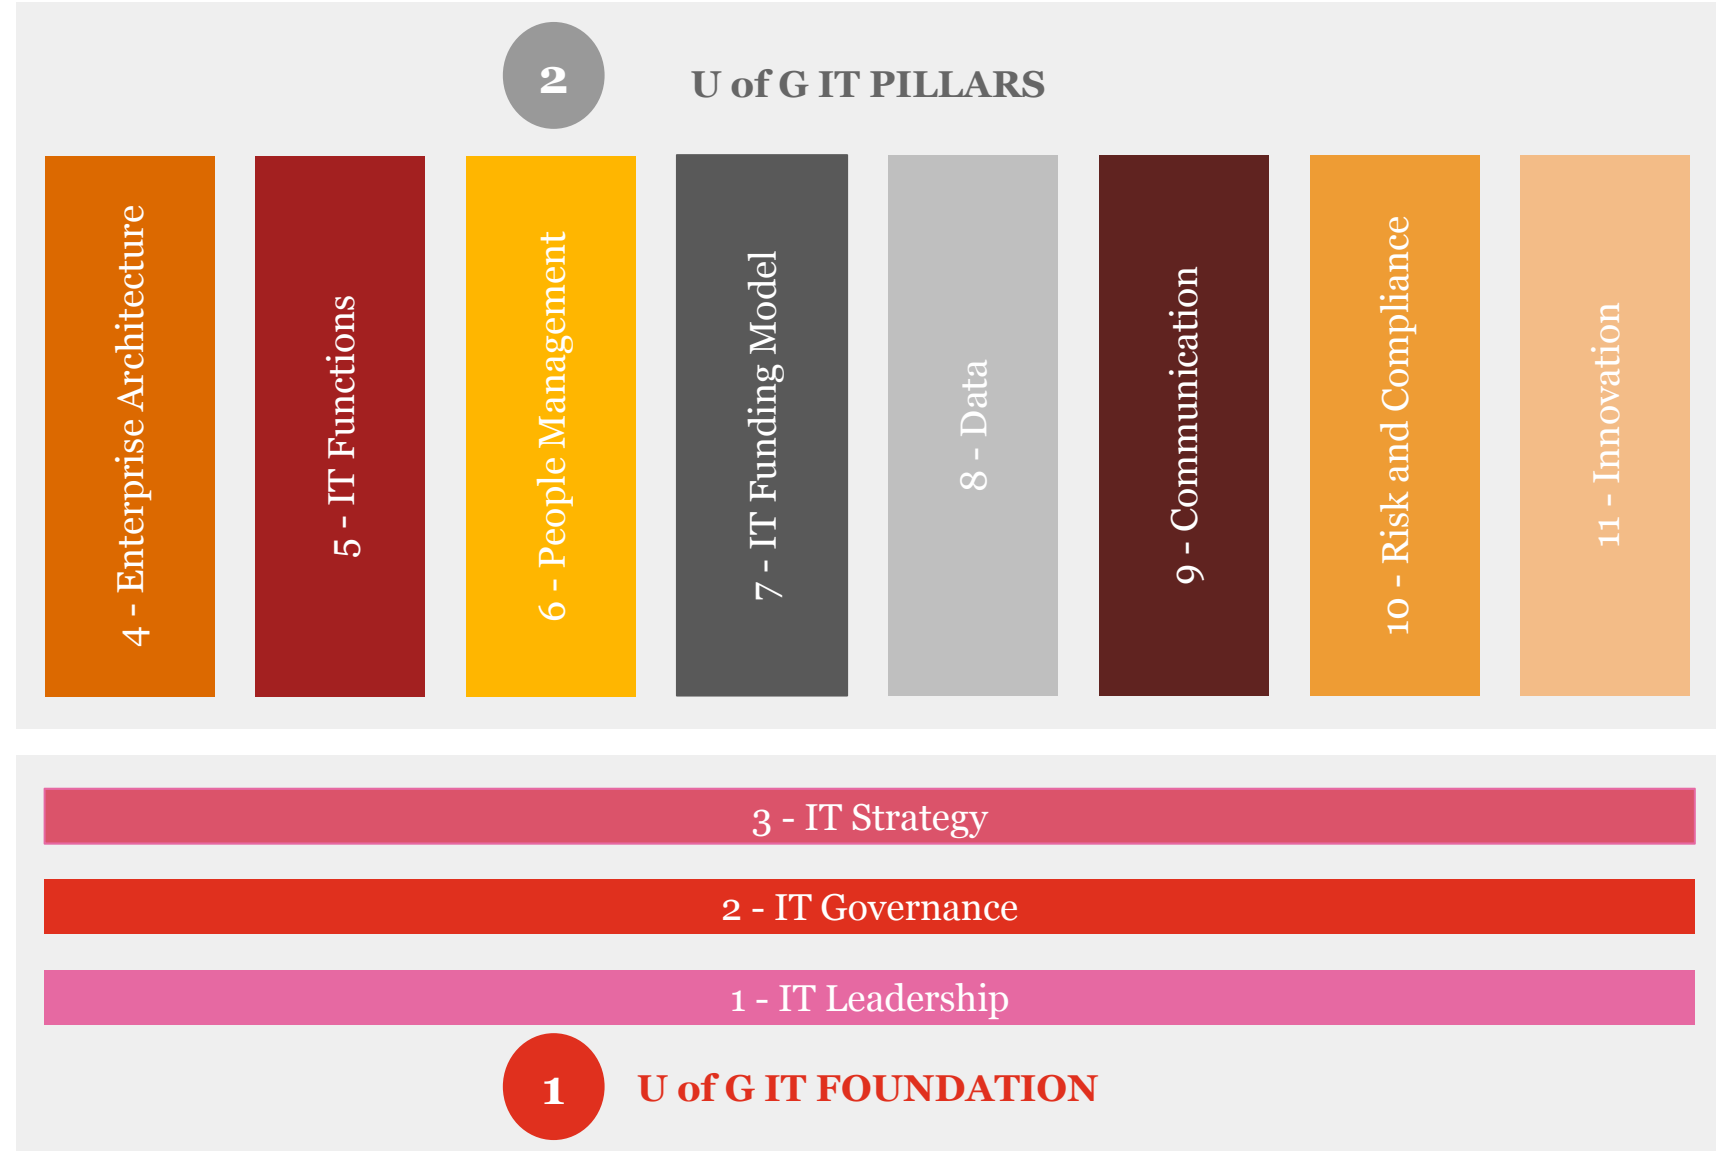 2
U of G IT PILLARS
4 - Enterprise Architecture
5 - IT Functions
6 - People Management
7 - IT Funding Model
8 - Data
9 - Communication
10 - Risk and Compliance
11 - Innovation
3 - IT Strategy
2 - IT Governance
1 - IT Leadership
1
U of G IT FOUNDATION